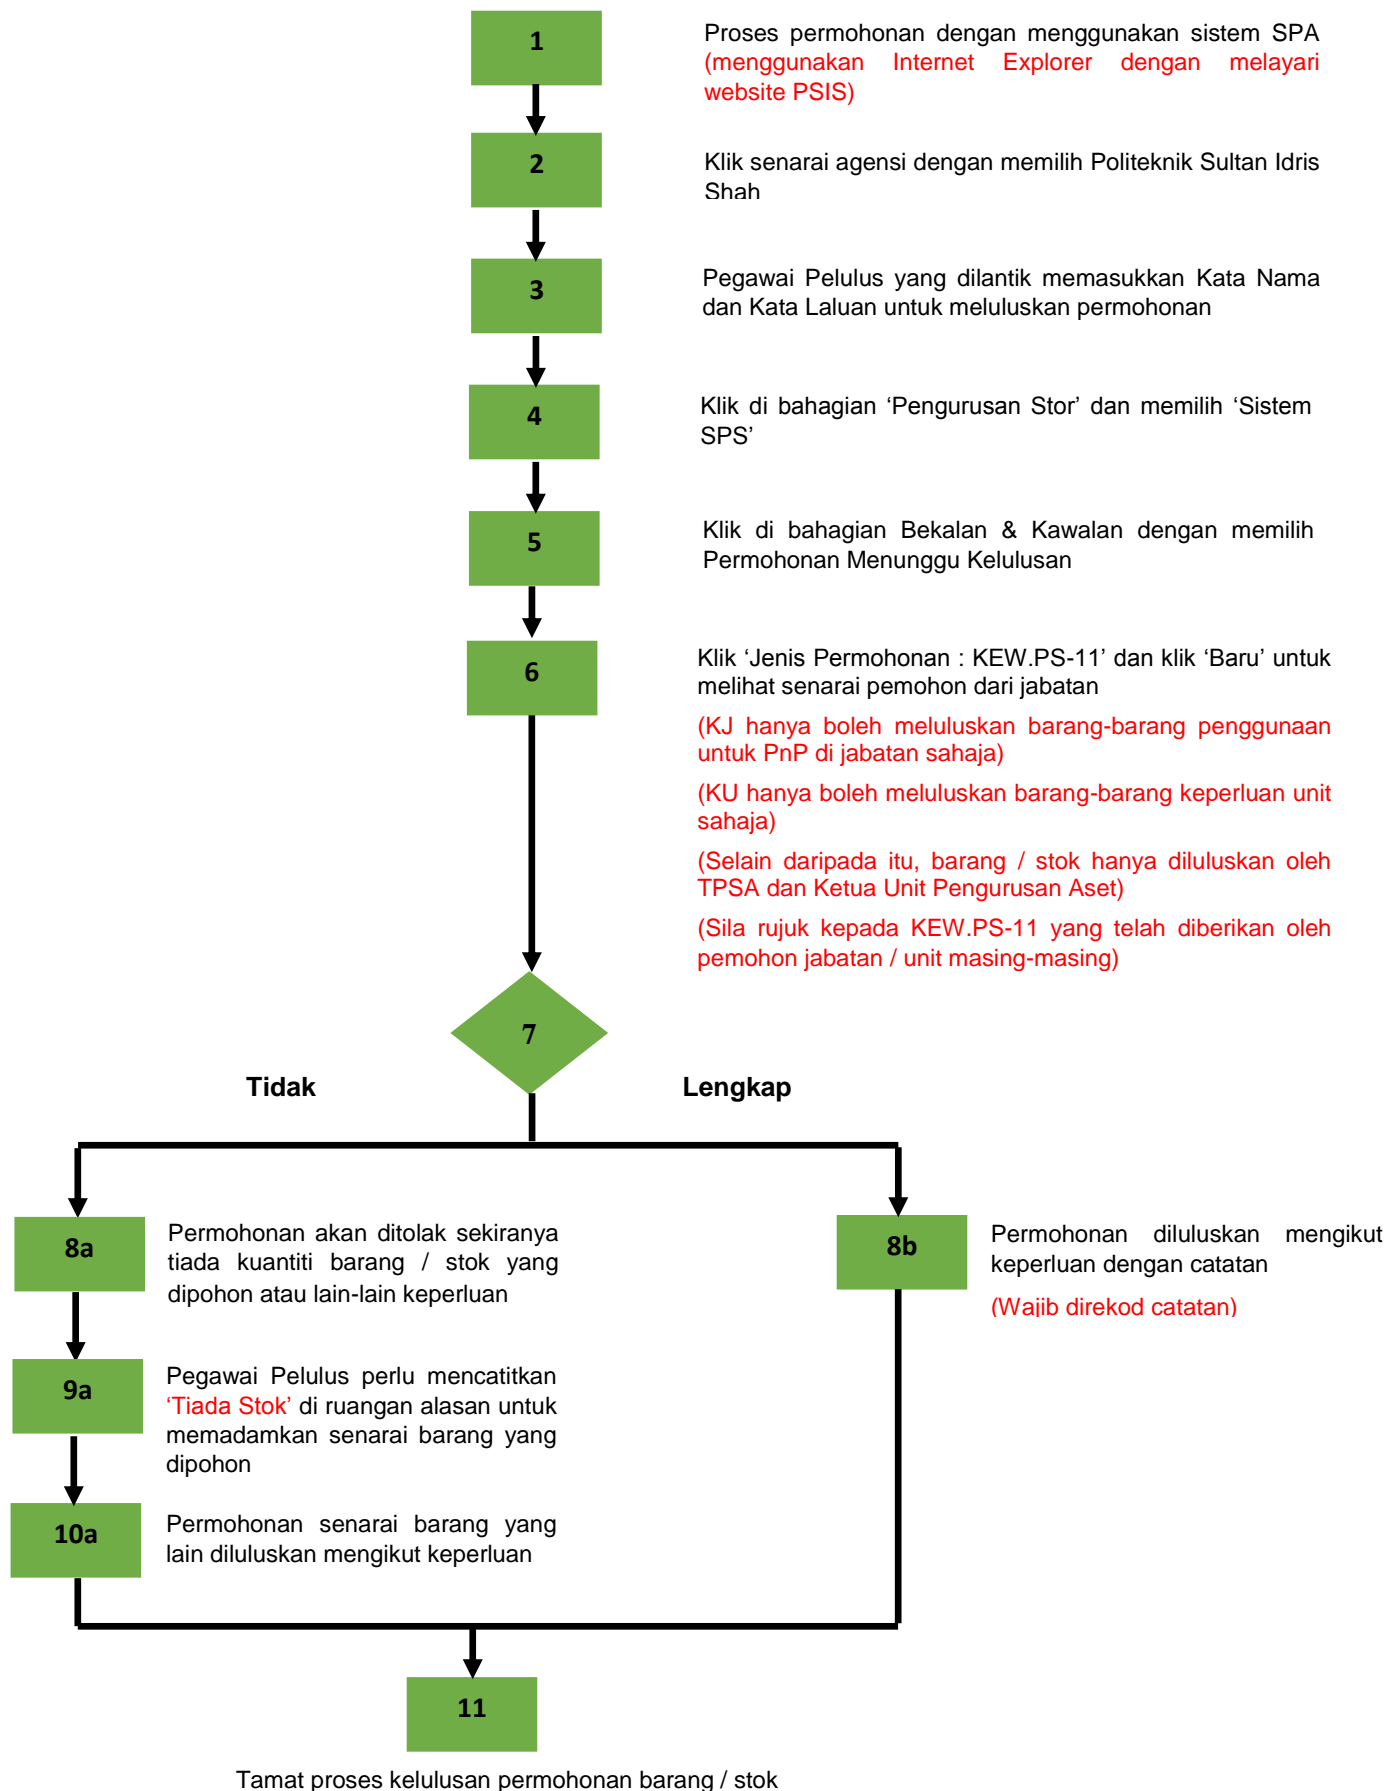 1
Proses permohonan dengan menggunakan sistem SPA
(menggunakan Internet Explorer dengan melayari
website PSIS)
2
Klik senarai agensi dengan memilih Politeknik Sultan Idris
Shah
3
Pegawai Pelulus yang dilantik memasukkan Kata Nama
dan Kata Laluan untuk meluluskan permohonan
4
Klik di bahagian ‘Pengurusan Stor’ dan memilih ‘Sistem
SPS’
5
Klik di bahagian Bekalan & Kawalan dengan memilih
Permohonan Menunggu Kelulusan
6
Klik ‘Jenis Permohonan : KEW.PS-11’ dan klik ‘Baru’ untuk
melihat senarai pemohon dari jabatan
(KJ hanya boleh meluluskan barang-barang penggunaan
untuk PnP di jabatan sahaja)
(KU hanya boleh meluluskan barang-barang keperluan unit
sahaja)
(Selain daripada itu, barang / stok hanya diluluskan oleh
TPSA dan Ketua Unit Pengurusan Aset)
(Sila rujuk kepada KEW.PS-11 yang telah diberikan oleh
pemohon jabatan / unit masing-masing)
7
Tidak
Lengkap
8a
Permohonan akan ditolak sekiranya
tiada kuantiti barang / stok yang
dipohon atau lain-lain keperluan
8b
Permohonan diluluskan mengikut
keperluan dengan catatan
(Wajib direkod catatan)
9a
Pegawai Pelulus perlu mencatitkan
‘Tiada Stok’ di ruangan alasan untuk
memadamkan senarai barang yang
dipohon
10a
Permohonan senarai barang yang
lain diluluskan mengikut keperluan
11
Tamat proses kelulusan permohonan barang / stok